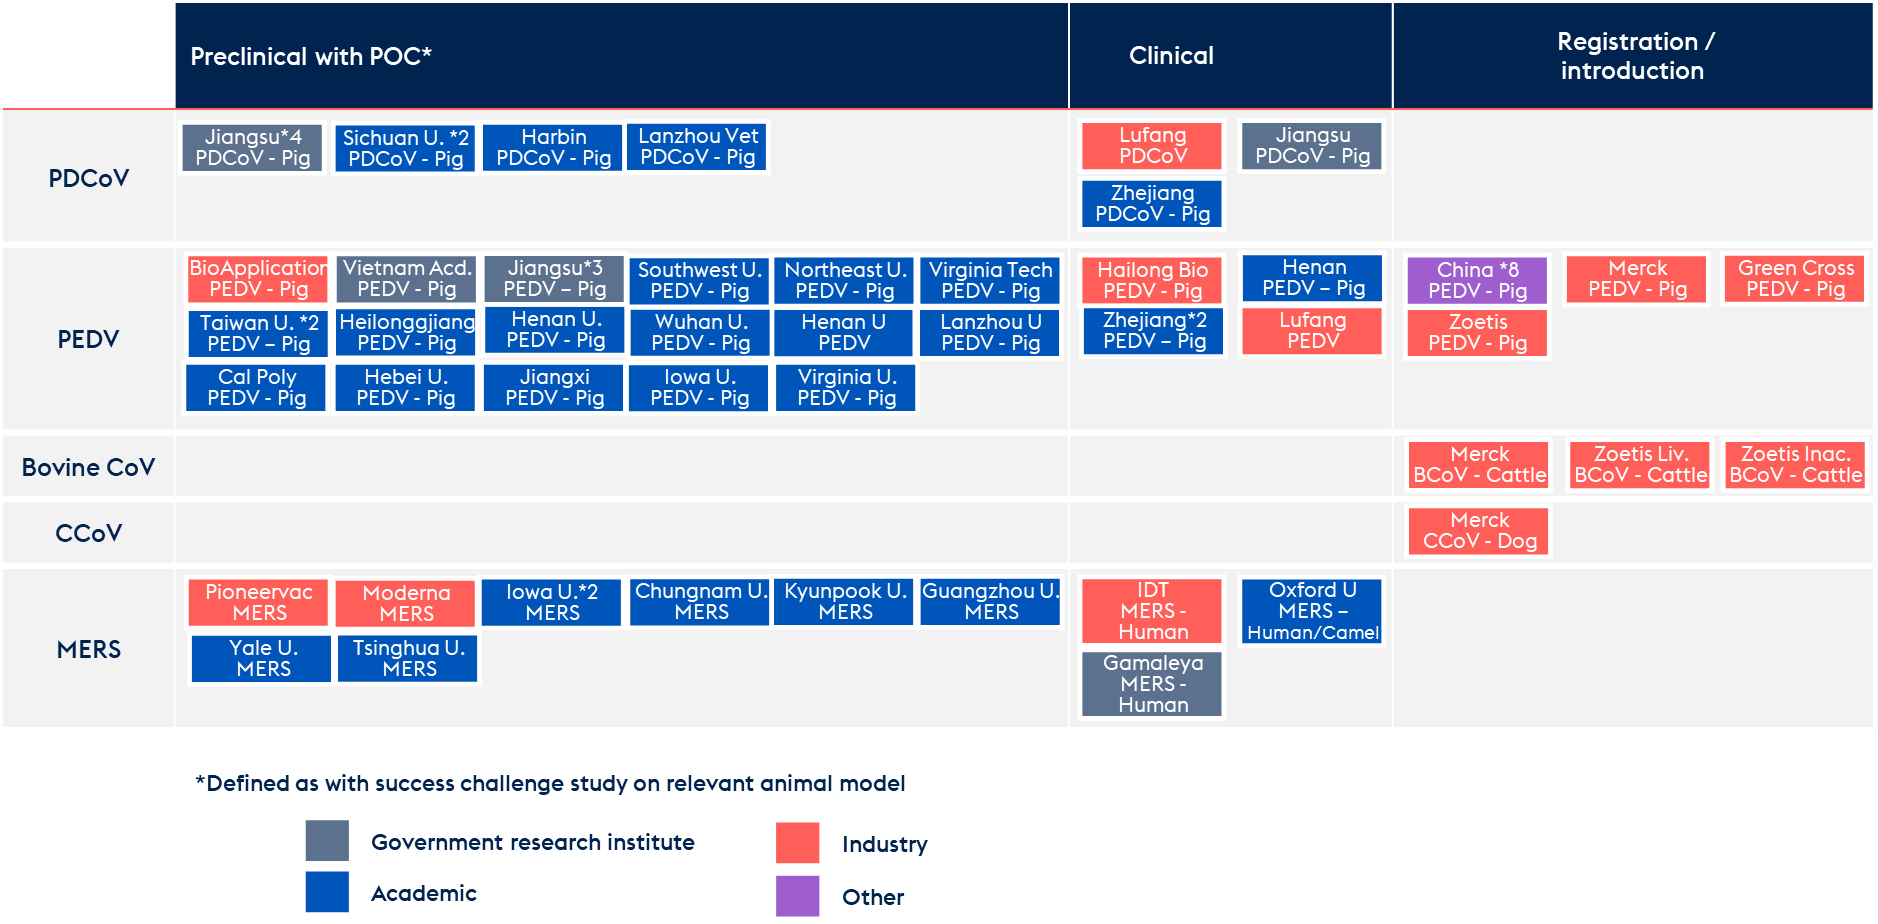 Preclinical with POC*
Clinical
Registration /
introduction
PDCoV
Jiangsu*4
PDCoV - Pig
Sichuan U. *2
PDCoV - Pig
Harbin
PDCoV - Pig
Lanzhou Vet
PDCoV - Pig
Lufang
PDCoV
Jiangsu
PDCoV - Pig
Zhejiang
PDCoV - Pig
PEDV
BioApplication
PEDV - Pig
Vietnam Acd.
PEDV - Pig
Jiangsu*3
PEDV – Pig
Southwest U.
PEDV - Pig
Northeast U.
PEDV - Pig
Virginia Tech
PEDV - Pig
Taiwan U. *2
PEDV – Pig
Heilonggjiang
PEDV - Pig
Henan U.
PEDV - Pig
Wuhan U.
PEDV - Pig
Henan U
PEDV
Lanzhou U
PEDV - Pig
Cal Poly
PEDV - Pig
Hebei U.
PEDV - Pig
Jiangxi
PEDV - Pig
Iowa U.
PEDV - Pig
Virginia U.
PEDV - Pig
Hailong Bio
PEDV - Pig
Henan
PEDV – Pig
Zhejiang*2
PEDV – Pig
Lufang
PEDV
China *8
PEDV - Pig
Merck
PEDV - Pig
Green Cross
PEDV - Pig
Zoetis
PEDV - Pig
Bovine CoV
Merck
BCoV - Cattle
Zoetis Liv.
BCoV - Cattle
Zoetis Inac.
BCoV - Cattle
CCoV
Merck
CCoV - Dog
MERS
Pioneervac
MERS
Moderna
MERS
Iowa U.*2
MERS
Chungnam U.
MERS
Kyunpook U.
MERS
Guangzhou U.
MERS
Yale U.
MERS
Tsinghua U.
MERS
IDT
MERS -
Human
Oxford U
MERS –
Human/Camel
Gamaleya
MERS -
Human
*Defined as with success challenge study on relevant animal model
Government research institute
Industry
Academic
Other